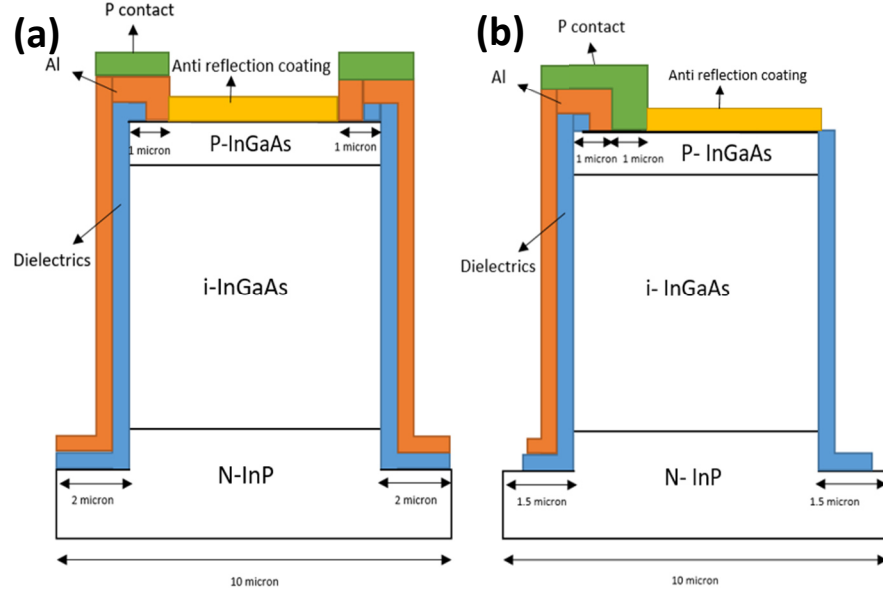 (a)
P contact
Al
Anti reflection coating
1 micron
1 micron
P-InGaAs
Dielectrics
i-InGaAs
N-InP
2 micron
2 micron
10 micron
(b)
P contact
Al
Anti reflection coating
1 micron
1 micron
P- InGaAs
Dielectrics
i- InGaAs
N- InP
1.5 micron
1.5 micron
10 micron